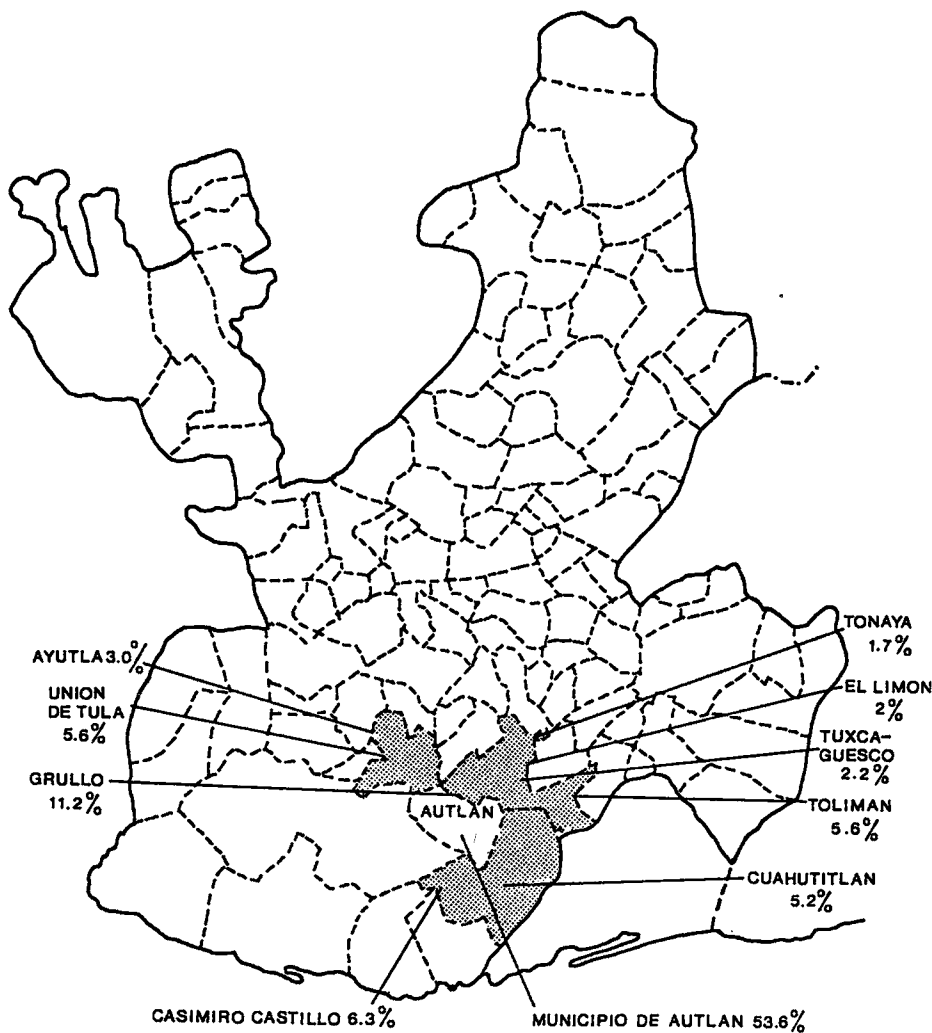 AYUTLA 3.0%
UNION
DE TULA
5.6%
GRULLO
11.2%
AUTLAN
TONAYA
1.7%
EL LIMON
2%
TUXCA-
GUESCO
2.2%
TOLIMAN
5.6%
CUAHUTITLAN
5.2%
CASIMIRO CASTILLO 6.3%
MUNICIPIO DE AUTLAN 53.6%